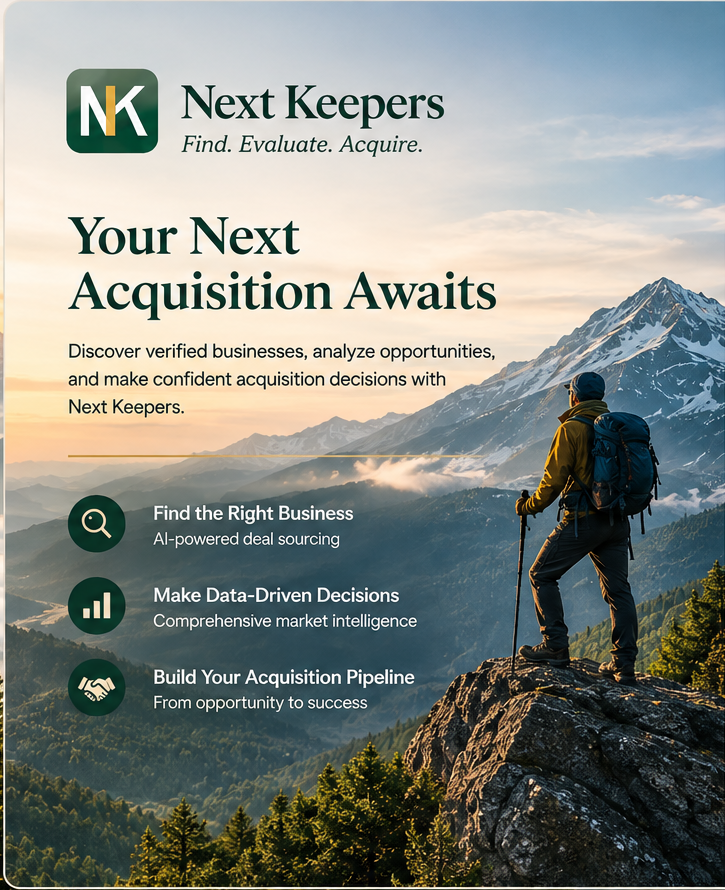 NK
Next Keepers
Find. Evaluate. Acquire.
Your Next
Acquisition Awaits
Discover verified businesses, analyze opportunities,
and make confident acquisition decisions with
Next Keepers.
Find the Right Business
AI-powered deal sourcing
Make Data-Driven Decisions
Comprehensive market intelligence
Build Your Acquisition Pipeline
From opportunity to success